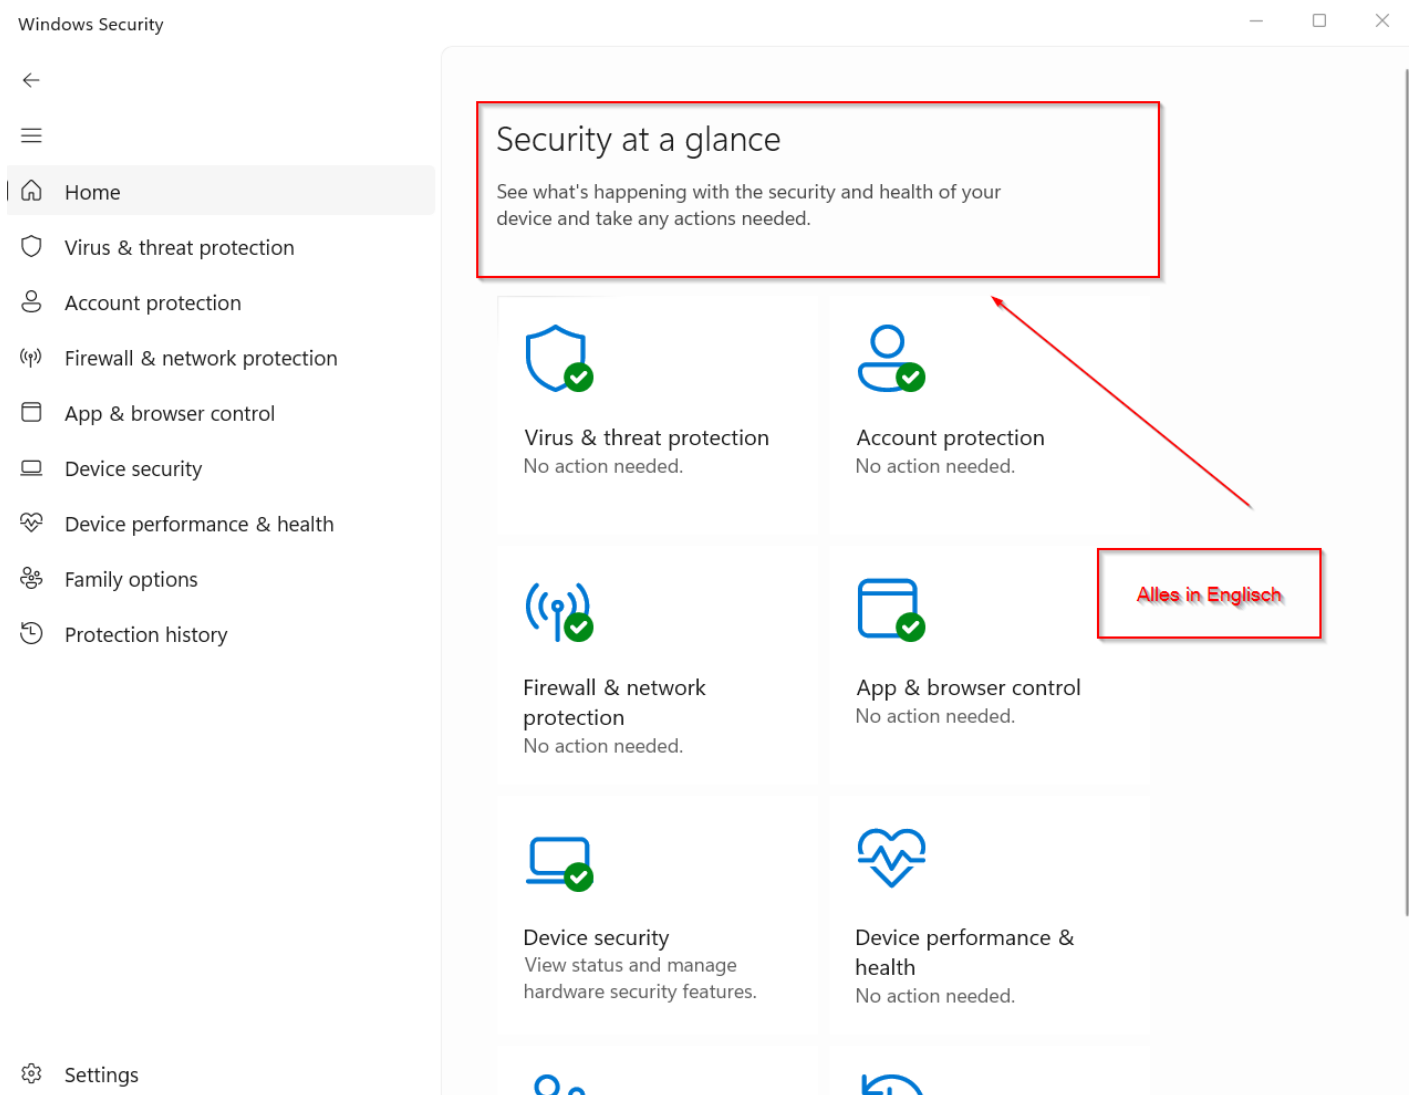 Windows Security
Home
Virus & threat protection
Account protection
Firewall & network protection
App & browser control
Device security
Device performance & health
Family options
Protection history
Settings
Security at a glance
See what's happening with the security and health of your
device and take any actions needed.
Virus & threat protection
No action needed.
Account protection
No action needed.
Firewall & network
protection
No action needed.
App & browser control
No action needed.
Alles in Englisch
Device security
View status and manage
hardware security features.
Device performance &
health
No action needed.